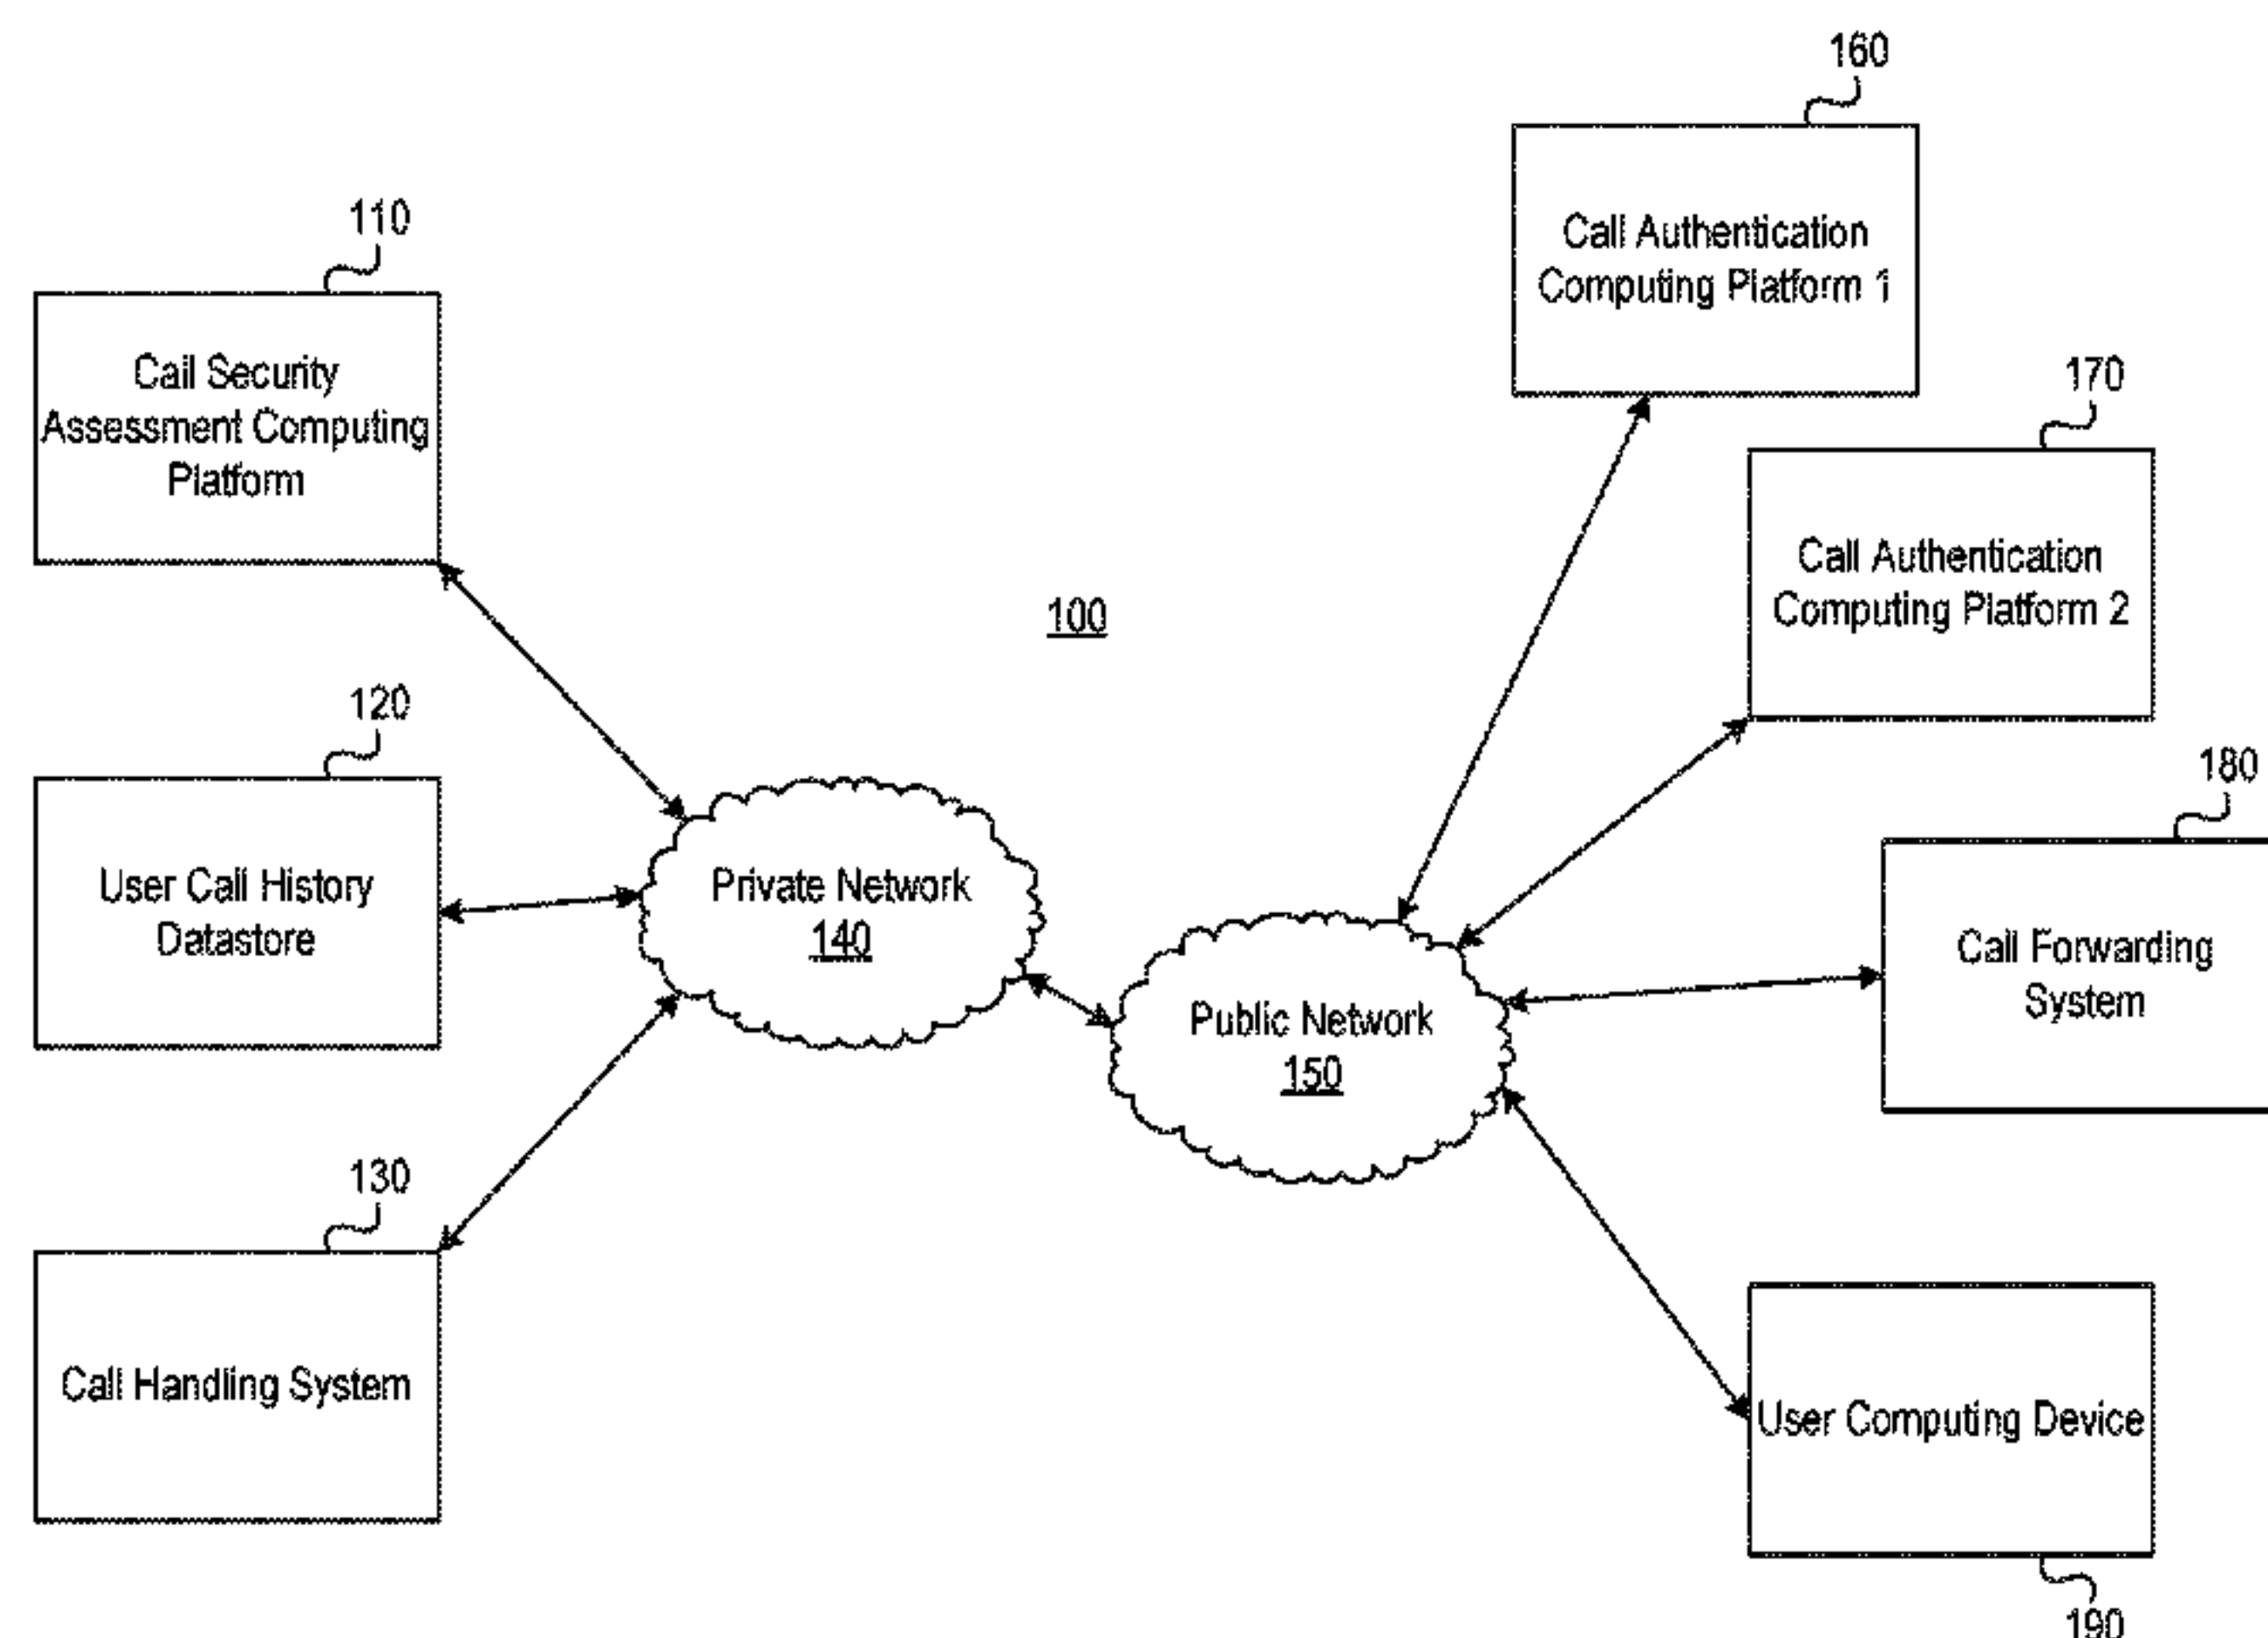 160
Call Authentication
Computing Platform 1
110
Call Security
Assessment Computing
Platform
170
Call Authentication
Computing Platform 2
100
120
User Call History
Datastore
Private Network
140
180
Call Forwarding
System
Public Network
150
130
Call Handling System
User Computing Device
190